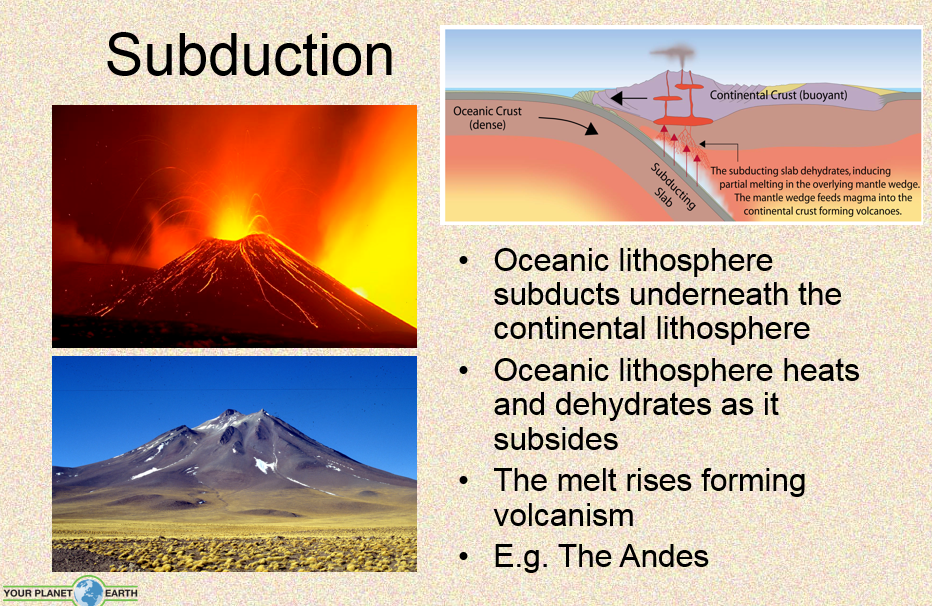 Subduction
Oceanic Crust
(dense)
Continental Crust (buoyant)
Subducting
Slab
The subducting slab dehydrates, inducing
partial melting in the overlying mantle wedge.
The mantle wedge feeds magma into the
continental crust forming volcanoes.
• Oceanic lithosphere
subducts underneath the
continental lithosphere
• Oceanic lithosphere heats
and dehydrates as it
subsides
• The melt rises forming
volcanism
• E.g. The Andes
YOUR PLANET EARTH